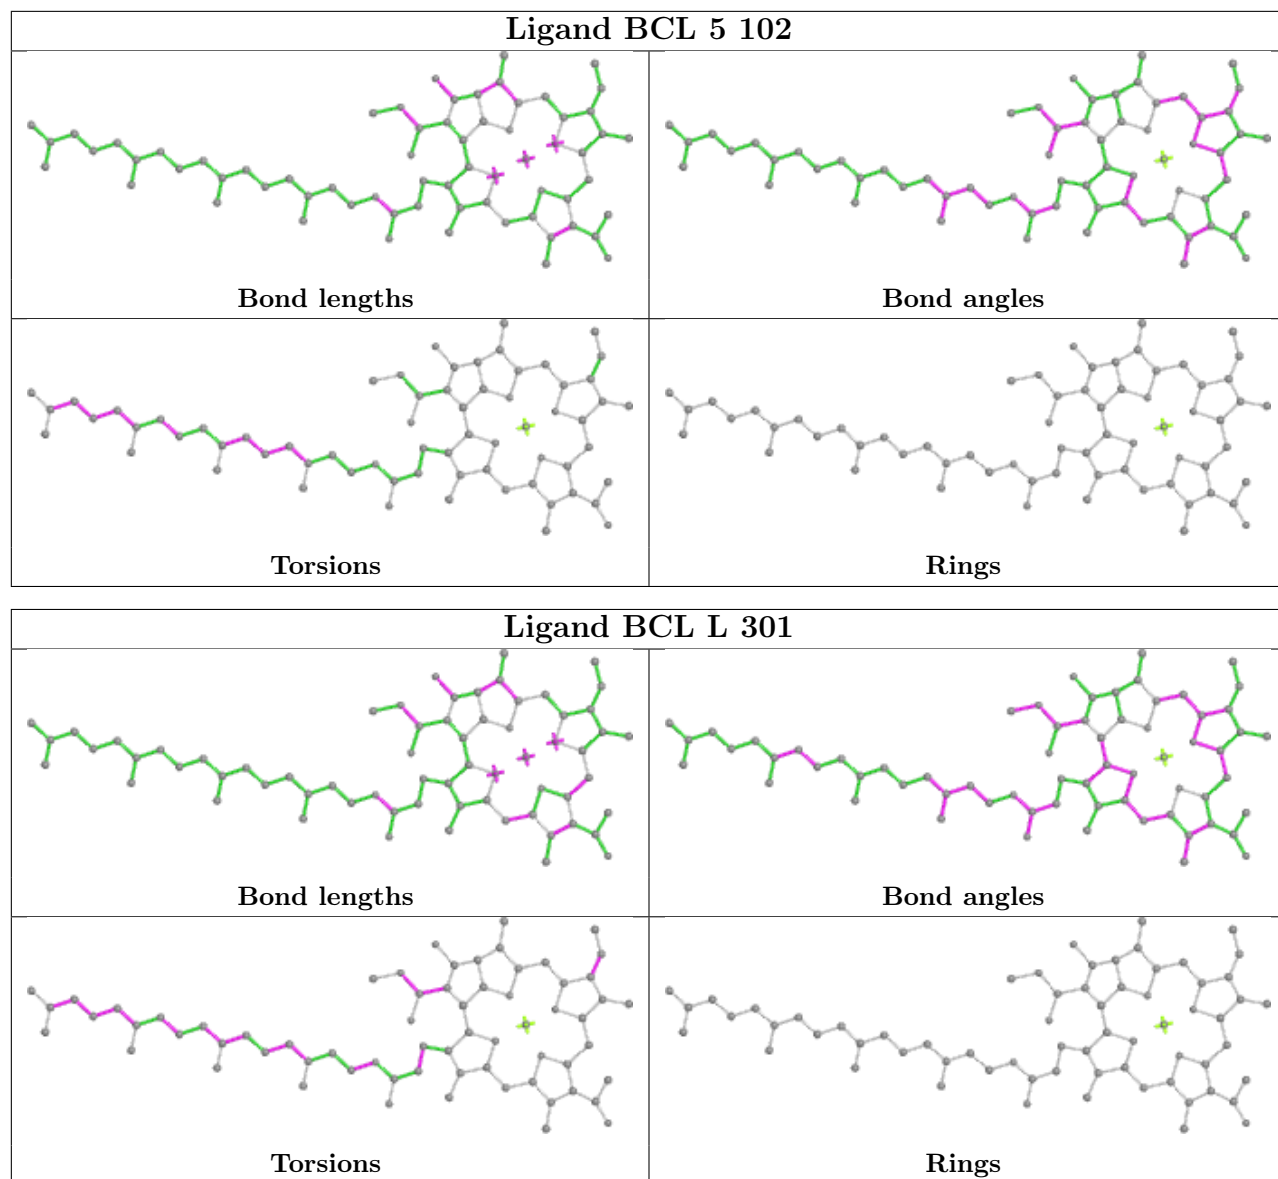 Ligand BCL 5 102
Bond lengths
Bond angles
Torsions
Rings
Ligand BCL L 301
Bond lengths
Bond angles
Torsions
Rings